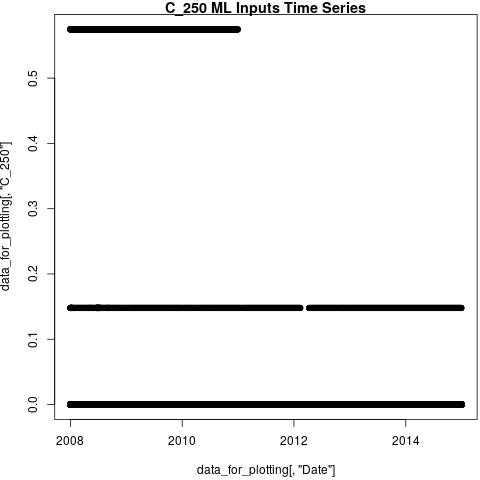 C_250 ML Inputs Time Series
data_for_plotting[, "C_250"]
0.5
0.4
0.3
0.2
0.1
0.0
2008 2010 2012 2014
data_for_plotting[, "Date"]